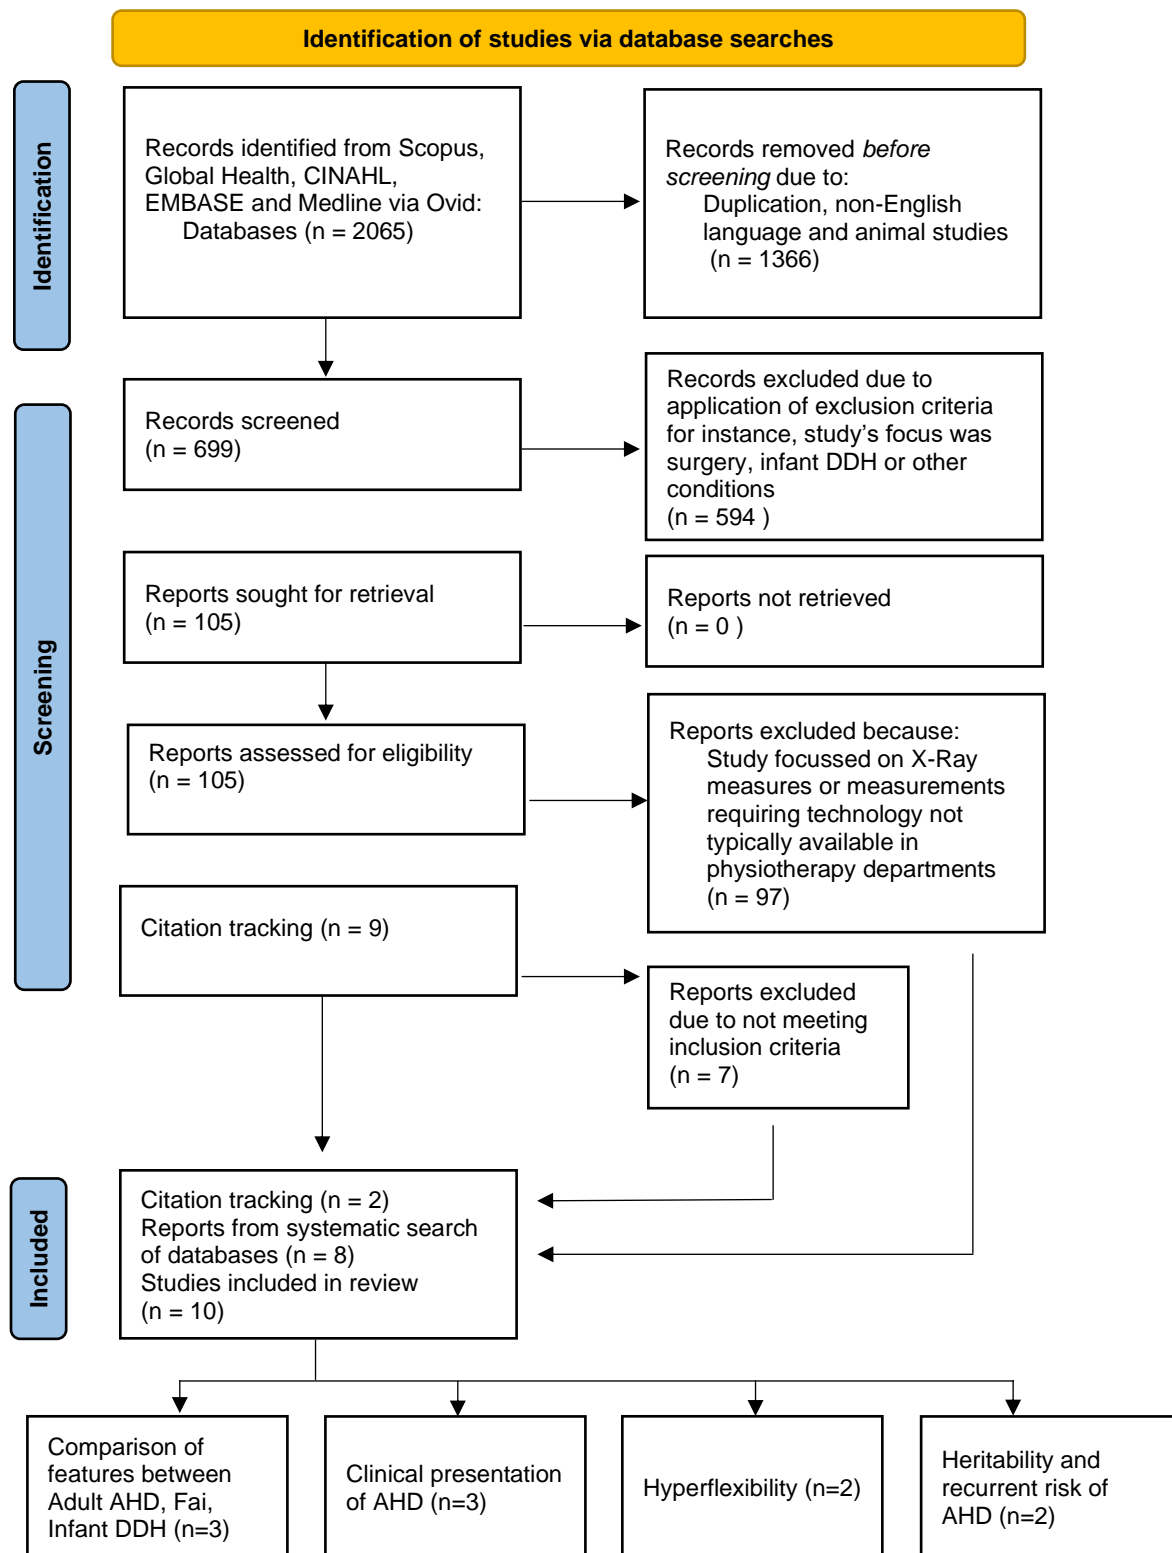 Identification of studies via database searches
Identification
Records identified from Scopus,
Global Health, CINAHL,
EMBASE and Medline via Ovid:
Databases (n = 2065)
Records removed before
screening due to:
Duplication, non-English
language and animal studies
(n = 1366)
Screening
Records screened
(n = 699)
Records excluded due to
application of exclusion criteria
for instance, study’s focus was
surgery, infant DDH or other
conditions
(n = 594 )
Reports sought for retrieval
(n = 105)
Reports not retrieved
(n = 0 )
Reports assessed for eligibility
(n = 105)
Reports excluded because:
Study focussed on X-Ray
measures or measurements
requiring technology not
typically available in
physiotherapy departments
(n = 97)
Citation tracking (n = 9)
Reports excluded
due to not meeting
inclusion criteria
(n = 7)
Included
Citation tracking (n = 2)
Reports from systematic search
of databases (n = 8)
Studies included in review
(n = 10)
Comparison of
features between
Adult AHD, Fai,
Infant DDH (n=3)
Clinical presentation
of AHD (n=3)
Hyperflexibility (n=2)
Heritability and
recurrent risk of
AHD (n=2)